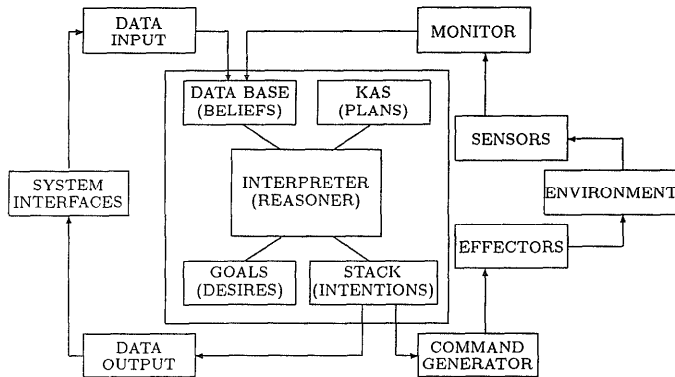 DATA
INPUT
MONITOR
DATA BASE
(BELIEFS)
KAS
(PLANS)
SENSORS
SYSTEM
INTERFACES
INTERPRETER
(REASONER)
ENVIRONMENT
EFFECTORS
GOALS
(DESIRES)
STACK
(INTENTIONS)
DATA
OUTPUT
COMMAND
GENERATOR